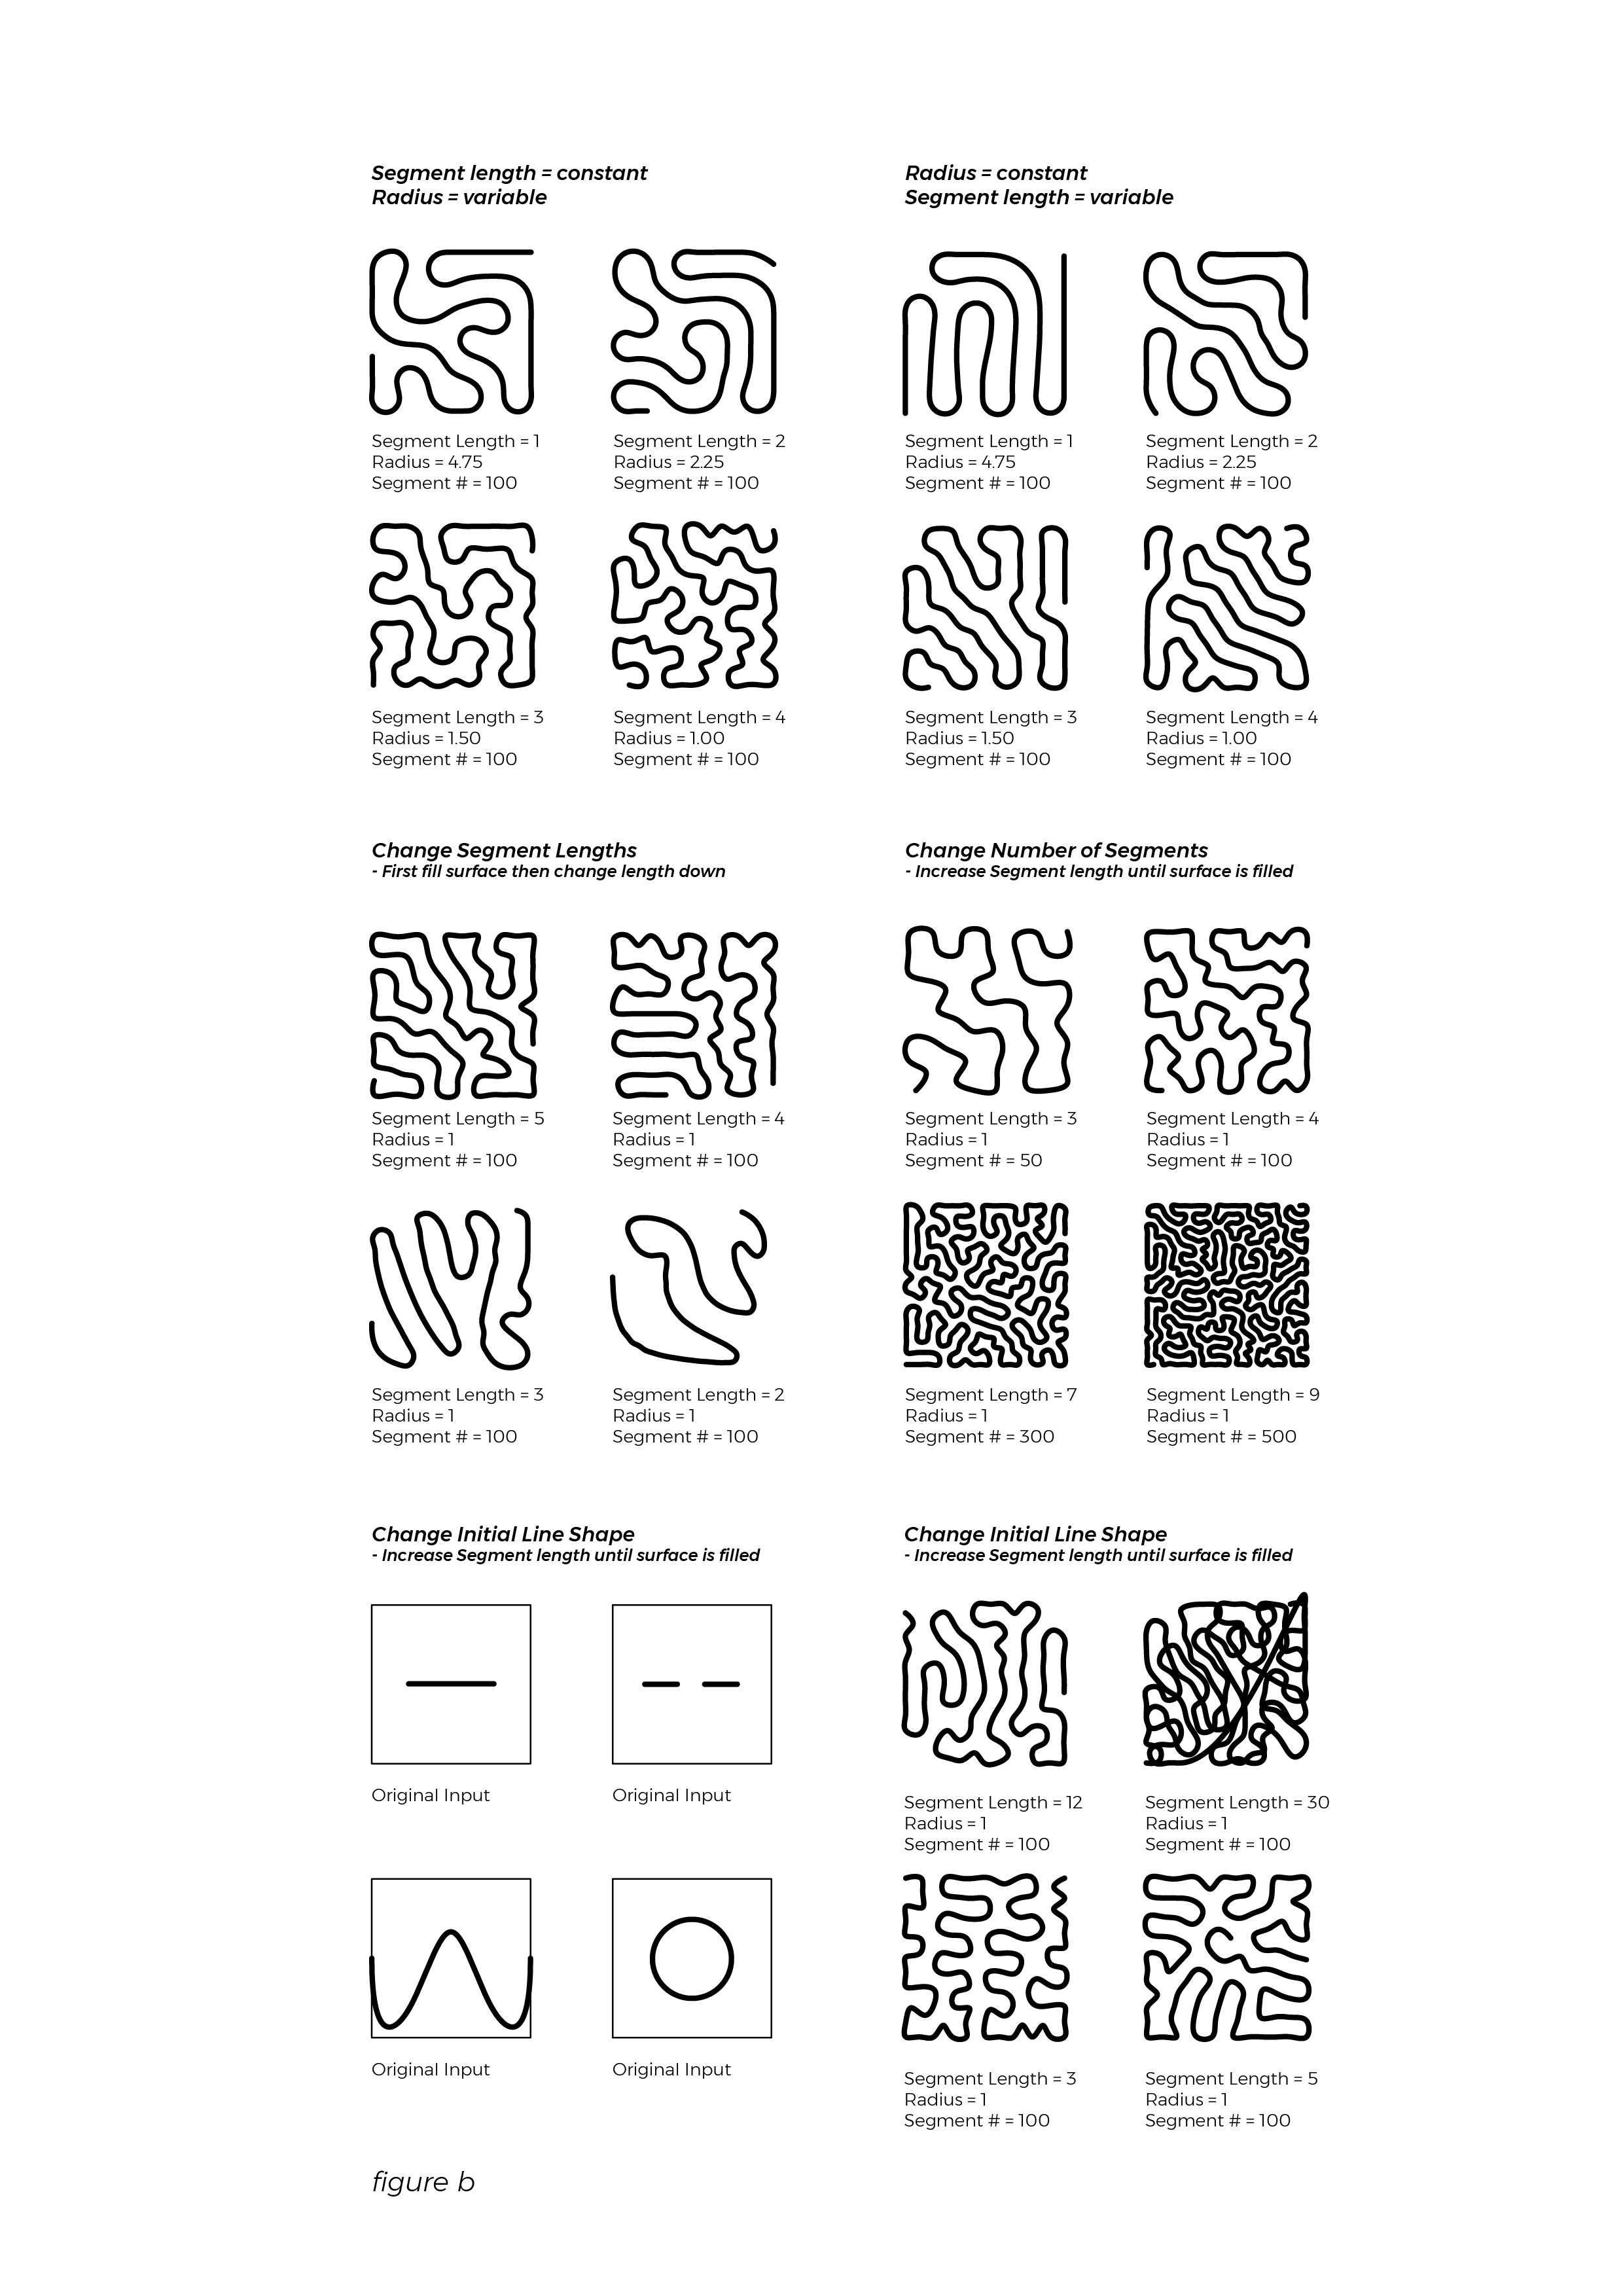 Segment length = constant
Radius = variable
Segment Length = 1
Radius = 4.75
Segment # = 100
Segment Length = 2
Radius = 2.25
Segment # = 100
Segment Length = 3
Radius = 1.50
Segment # = 100
Segment Length = 4
Radius = 1.00
Segment # = 100
Radius = constant
Segment length = variable
Segment Length = 1
Radius = 4.75
Segment # = 100
Segment Length = 2
Radius = 2.25
Segment # = 100
Segment Length = 3
Radius = 1.50
Segment # = 100
Segment Length = 4
Radius = 1.00
Segment # = 100
Change Segment Lengths
- First fill surface then change length down
Segment Length = 5
Radius = 1
Segment # = 100
Segment Length = 4
Radius = 1
Segment # = 100
Segment Length = 3
Radius = 1
Segment # = 100
Segment Length = 2
Radius = 1
Segment # = 100
Change Number of Segments
- Increase Segment length until surface is filled
Segment Length = 3
Radius = 1
Segment # = 50
Segment Length = 4
Radius = 1
Segment # = 100
Segment Length = 7
Radius = 1
Segment # = 300
Segment Length = 9
Radius = 1
Segment # = 500
Change Initial Line Shape
- Increase Segment length until surface is filled
Original Input
Original Input
Original Input
Original Input
Change Initial Line Shape
- Increase Segment length until surface is filled
Segment Length = 12
Radius = 1
Segment # = 100
Segment Length = 30
Radius = 1
Segment # = 100
Segment Length = 3
Radius = 1
Segment # = 100
Segment Length = 5
Radius = 1
Segment # = 100
figure b